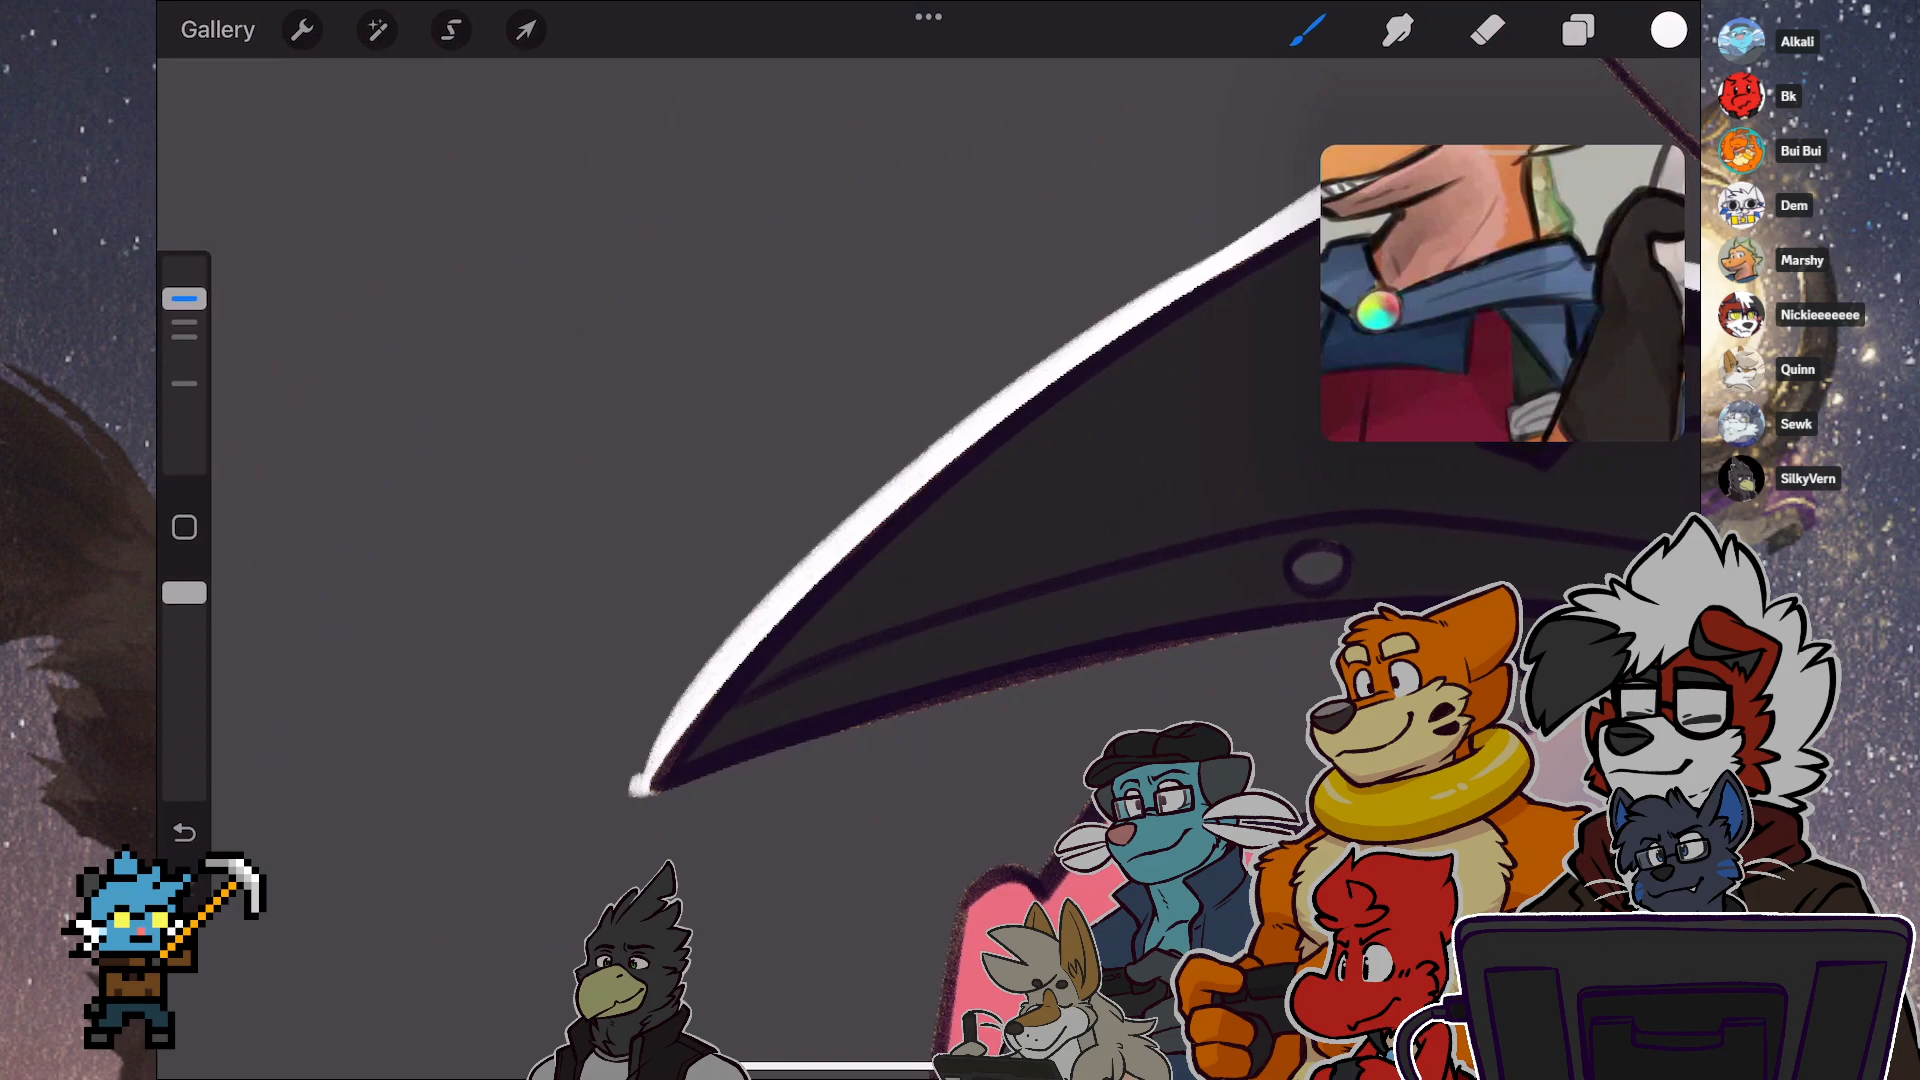 Gallery
Alkali
Bk
Bui Bui
Dem
Marshy
Nickieeeeeee
Quinn
Sewk
SilkyVern